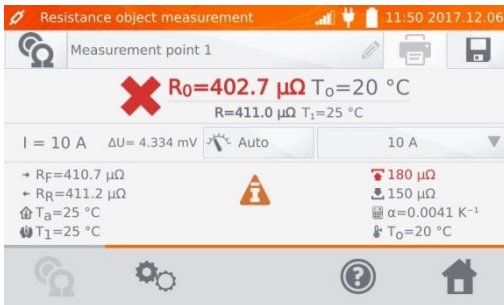 Resistance object measurement 11:50 2017.12.06
Measurement point 1
R₀=402.7 µΩ T₀=20 °C
R=411.0 µΩ T₁=25 °C
I = 10 A ΔU= 4.334 mV Auto 10 A
RF=410.7 µΩ 180 µΩ
RR=411.2 µΩ 150 µΩ
Ta=25 °C α=0.0041 K⁻¹
T₁=25 °C T₀=20 °C